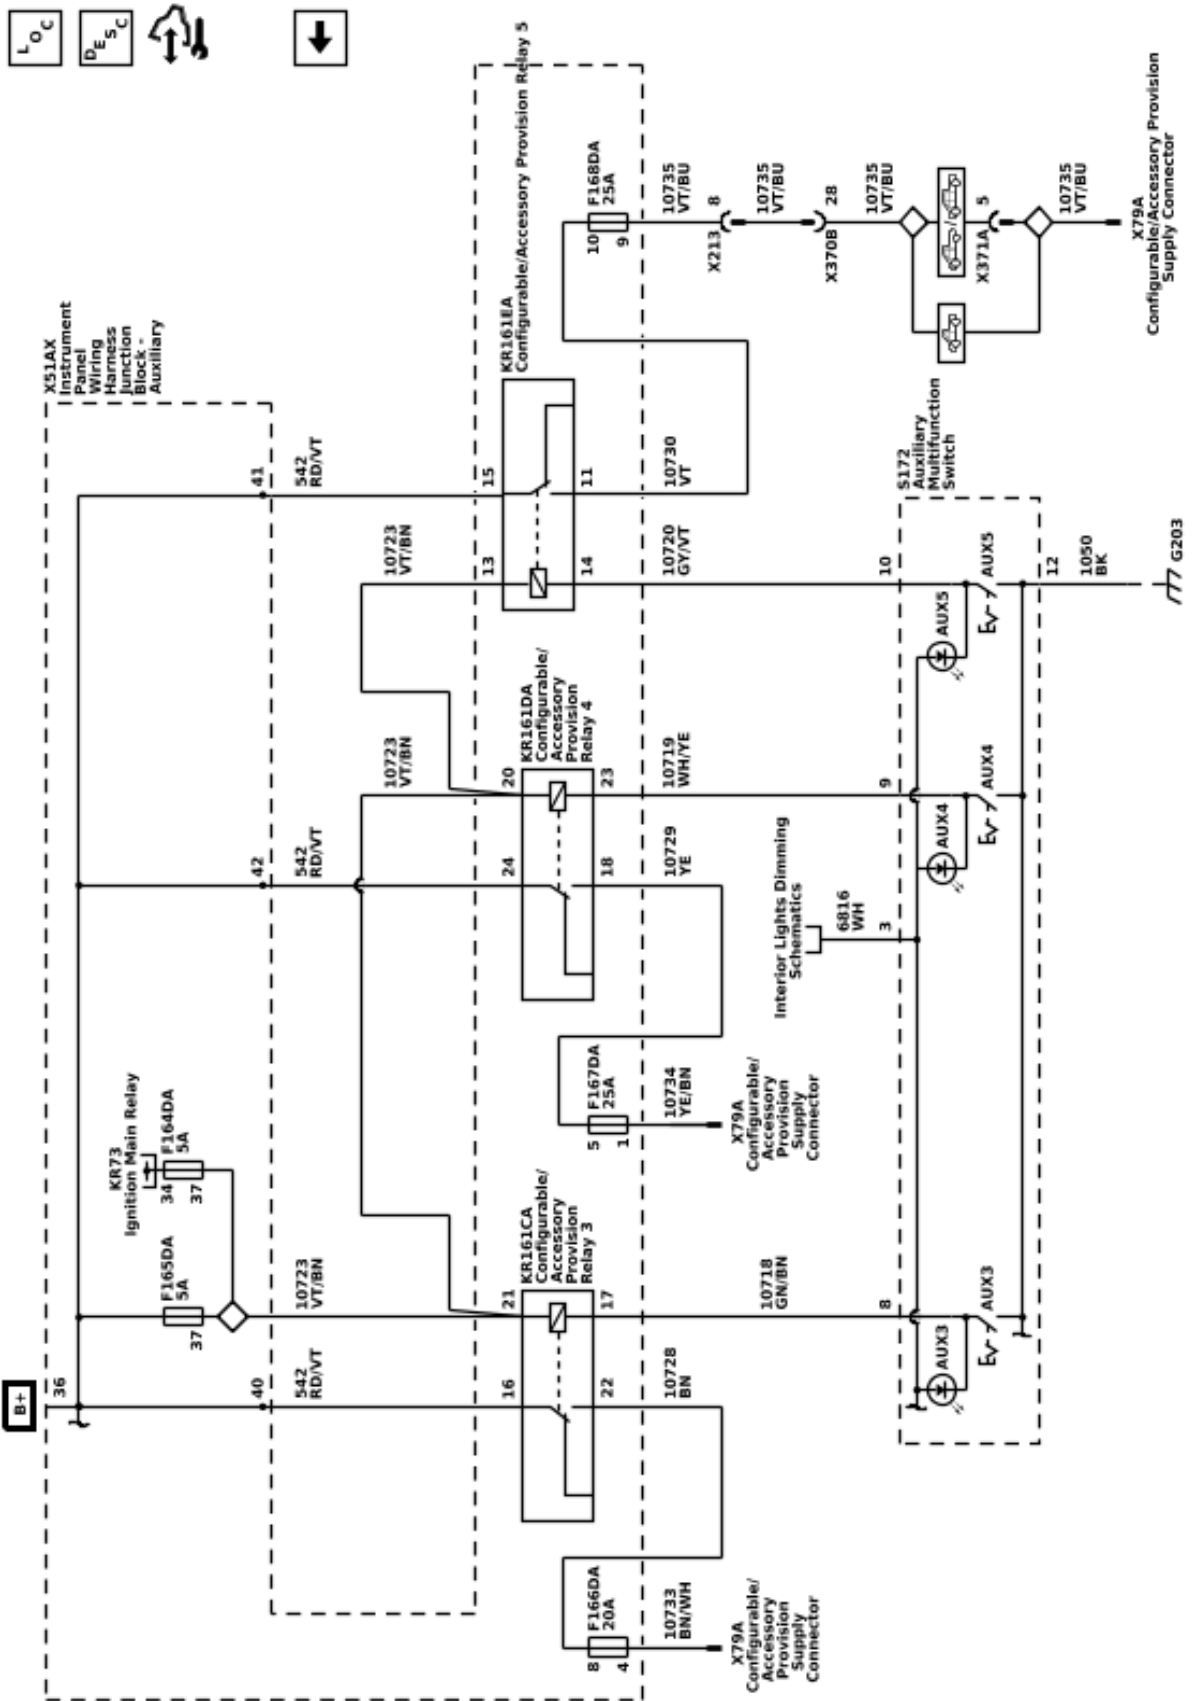 L O C
D E S C
B+
36
X51AX
Instrument
Panel
Wiring
Harness
Junction
Block -
Auxiliary
KR73
Ignition Main Relay
F165DA
5A
37
34
F164DA
5A
37
40
542
RD/VT
10723
VT/BN
42
542
RD/VT
10723
VT/BN
10723
VT/BN
41
542
RD/VT
16
21
KR161CA
Configurable/
Accessory
Provision
Relay 3
22
17
24
20
KR161DA
Configurable/
Accessory
Provision
Relay 4
18
23
13
15
KR161EA
Configurable/Accessory Provision Relay 5
14
11
8
F166DA
20A
4
5
F167DA
25A
1
10
F168DA
25A
9
10733
BN/WH
10728
BN
10718
GN/BN
10734
YE/BN
10729
YE
10719
WH/YE
10720
GY/VT
10730
VT
10735
VT/BU
X79A
Configurable/
Accessory
Provision
Supply
Connector
X79A
Configurable/
Accessory
Provision
Supply
Connector
X213
8
10735
VT/BU
X370B
28
10735
VT/BU
Interior Lights Dimming
Schematics
6816
WH
8
3
9
10
S172
Auxiliary
Multifunction
Switch
AUX3
AUX3
AUX4
AUX4
AUX5
AUX5
X371A
5
10735
VT/BU
12
1050
BK
G203
X79A
Configurable/Accessory Provision
Supply Connector